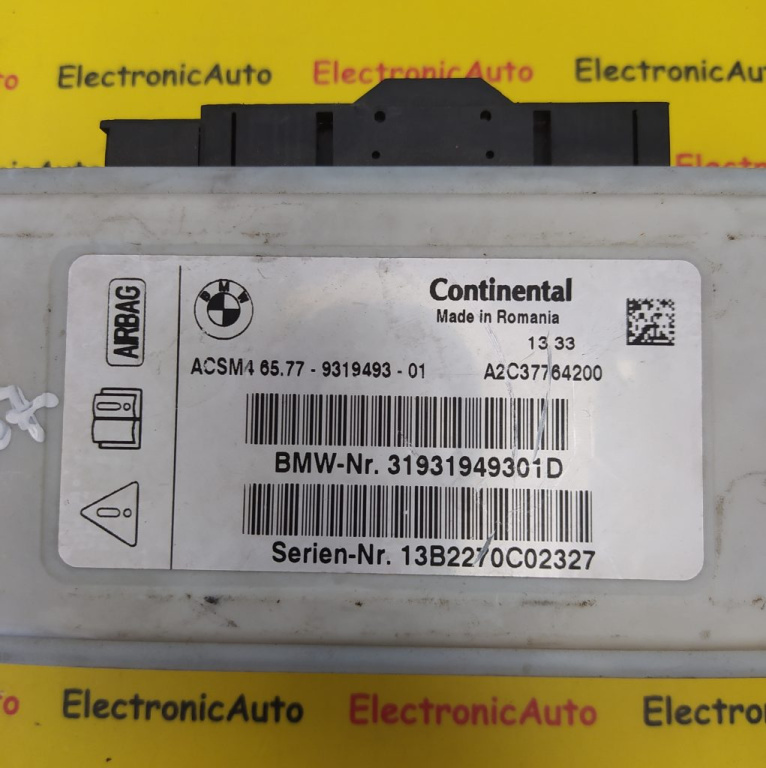 ElectronicAuto ElectronicAuto ElectronicAuto
AIRBAG
BMW
Continental
Made in Romania
13 33
ACSM4 65.77 - 9319493 - 01 A2C37764200
BMW-Nr. 31931949301D
Serien-Nr. 13B2270C02327
ElectronicAuto ElectronicAuto